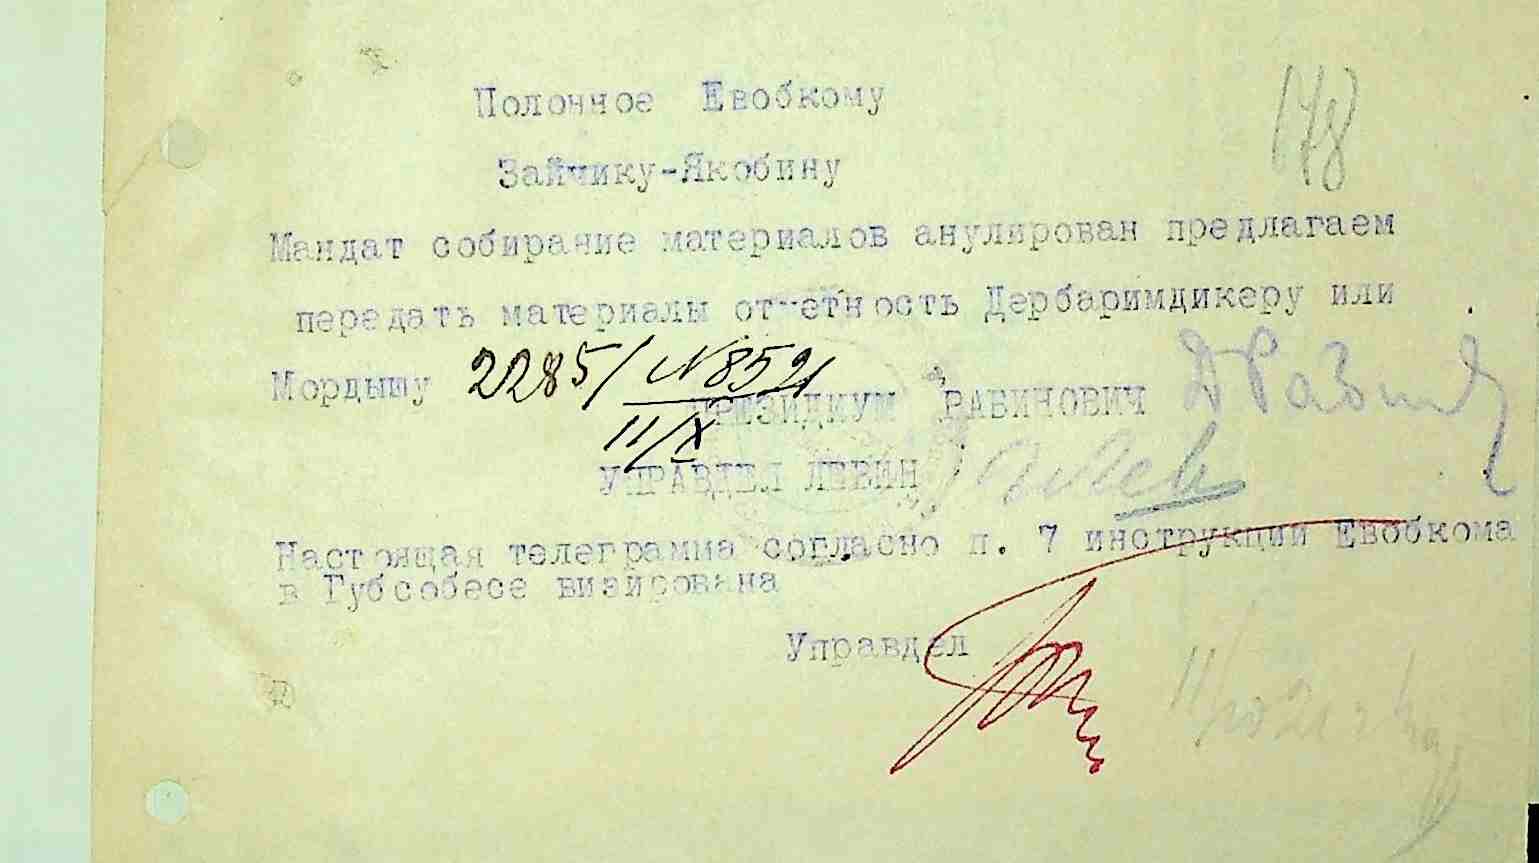 178
Полонное Евобкому
Зайчику-Якобину
Мандат собирание материалов анулирован предлагаем
передать материалы отчетность Дербаримдикеру или
Мордышу 2285/ №8521
11/X
ПРЕЗИДИУМ РАБИНОВИЧ
УПРАВДЕЛ ЛЕВИН
Настоящая телеграмма согласно п. 7 инструкции Евобкома
в Губсобесе визирована
Управдел